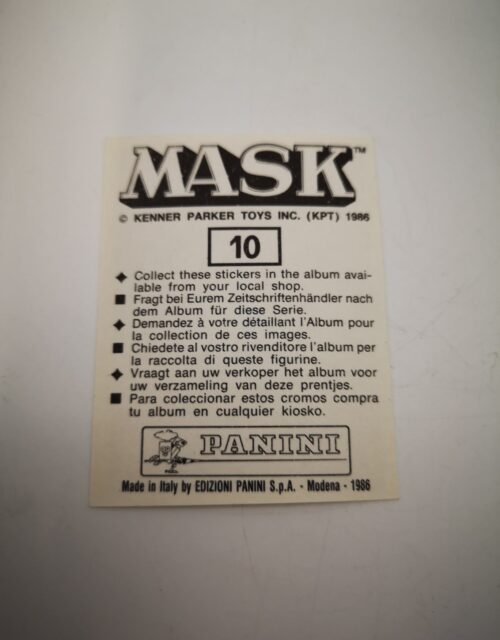 MASK™
© KENNER PARKER TOYS INC. (KPT) 1986
10
◆ Collect these stickers in the album avai-
lable from your local shop.
■ Fragt bei Eurem Zeitschriftenhändler nach
dem Album für diese Serie.
◆ Demandez à votre détaillant l'Album pour
la collection de ces images.
■ Chiedete al vostro rivenditore l'album per
la raccolta di queste figurine.
◆ Vraagt aan uw verkoper het album voor
uw verzameling van deze prentjes.
■ Para coleccionar estos cromos compra
tu album en cualquier kiosko.
PANINI
Made in Italy by EDIZIONI PANINI S.p.A. - Modena - 1986